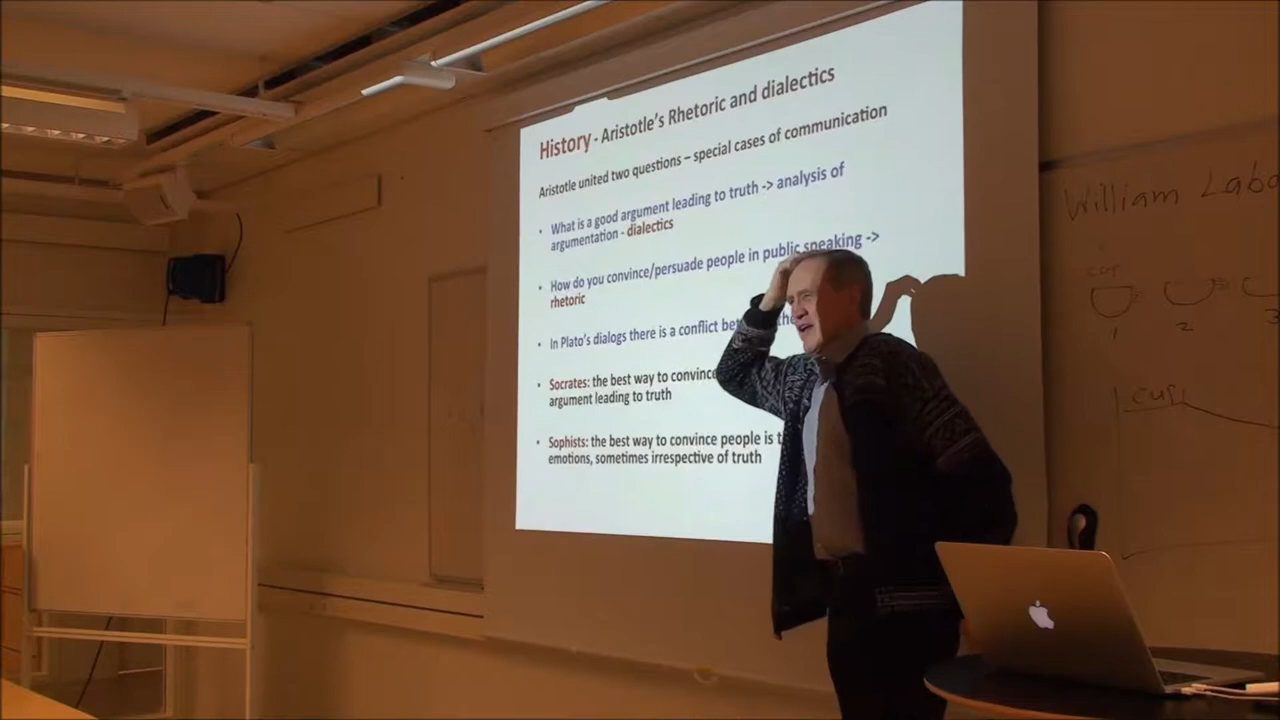 History - Aristotle's Rhetoric and dialectics
Aristotle united two questions – special cases of communication
• What is a good argument leading to truth -> analysis of
argumentation - dialectics
• How do you convince/persuade people in public speaking ->
rhetoric
• In Plato's dialogs there is a conflict
• Socrates: the best way to convince
argument leading to truth
• Sophists: the best way to convince people is
emotions, sometimes irrespective of truth
William
cup
1
2
3
cup